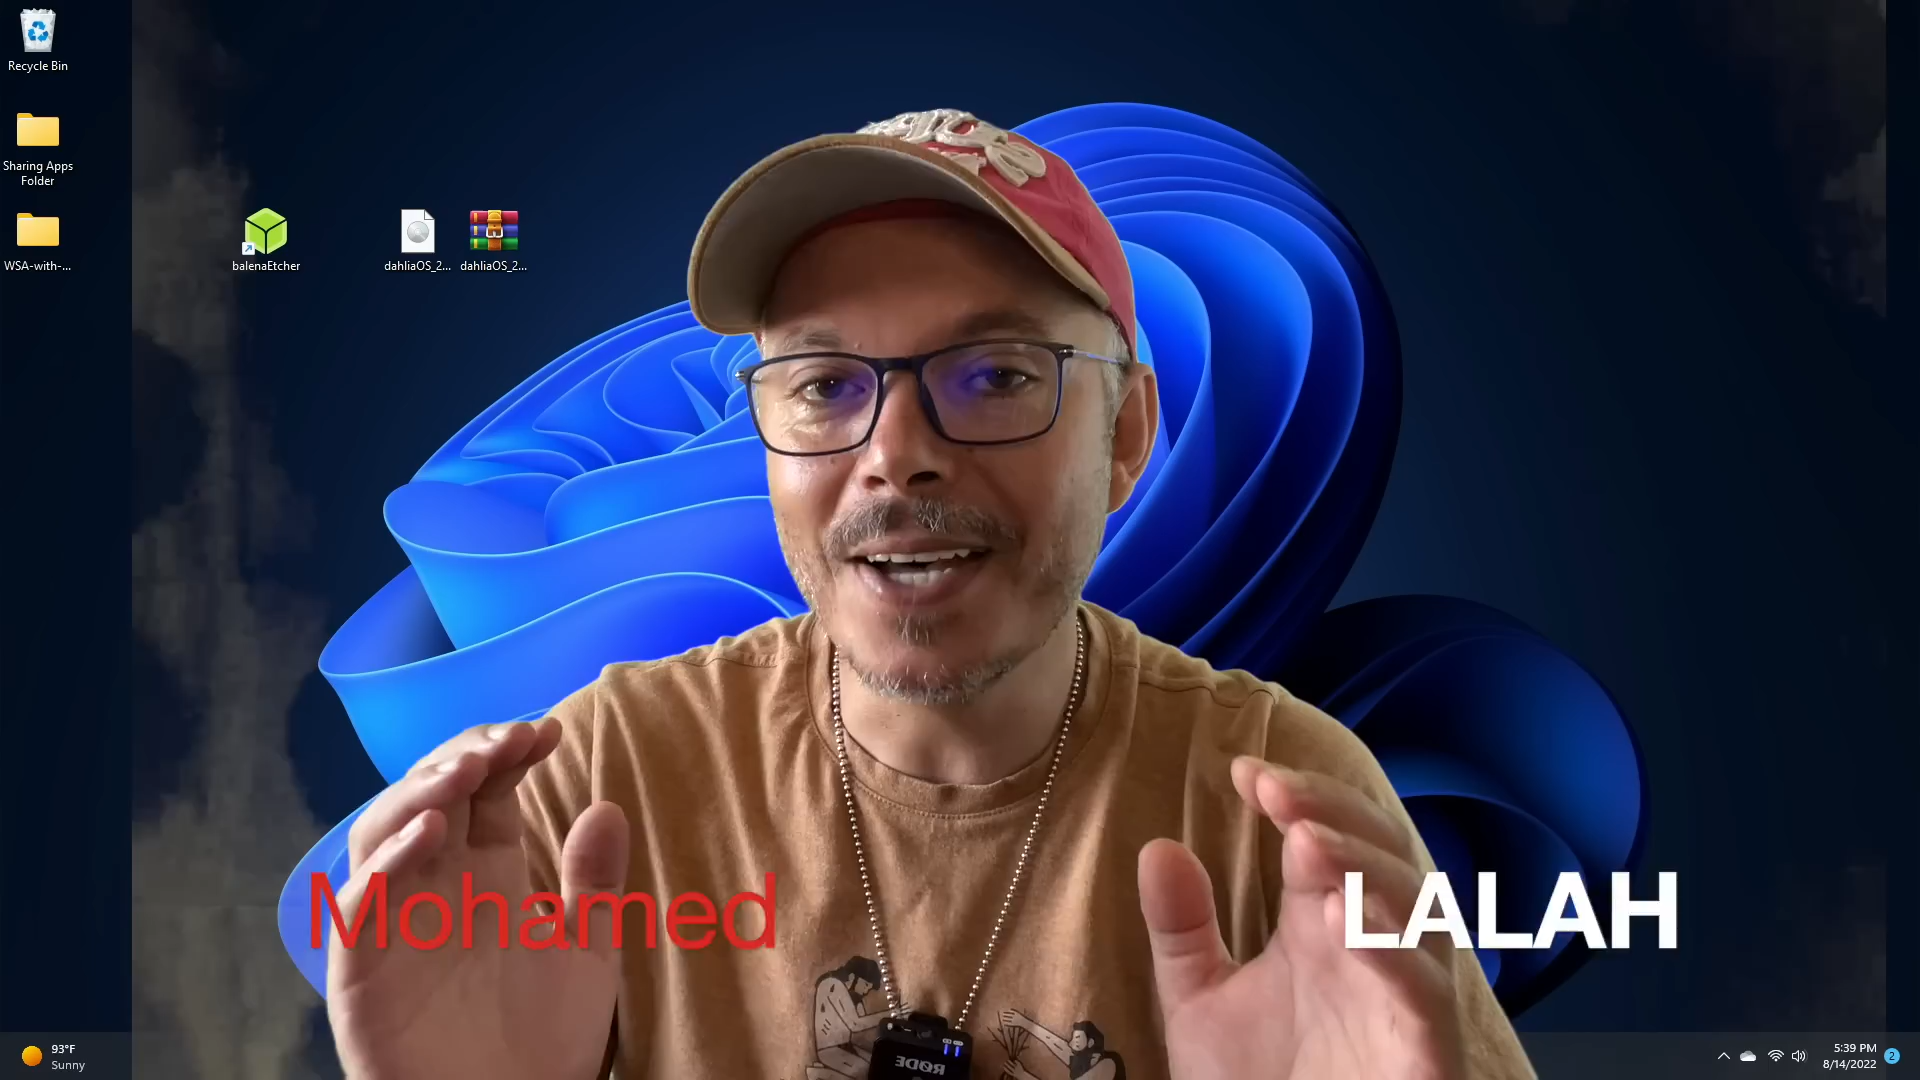 Recycle Bin
Sharing Apps
Folder
WSA-with-...
balenaEtcher
dahliaOS_2...
dahliaOS_2...
Mohamed
LALAH
RØDE
93°F
Sunny
5:39 PM
8/14/2022
2